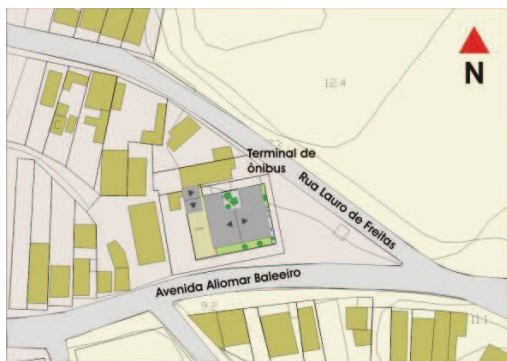 12.4
N
Terminal de
ônibus
Rua Lauro de Freitas
Avenida Aliomar Baleeiro
9.2
11.1